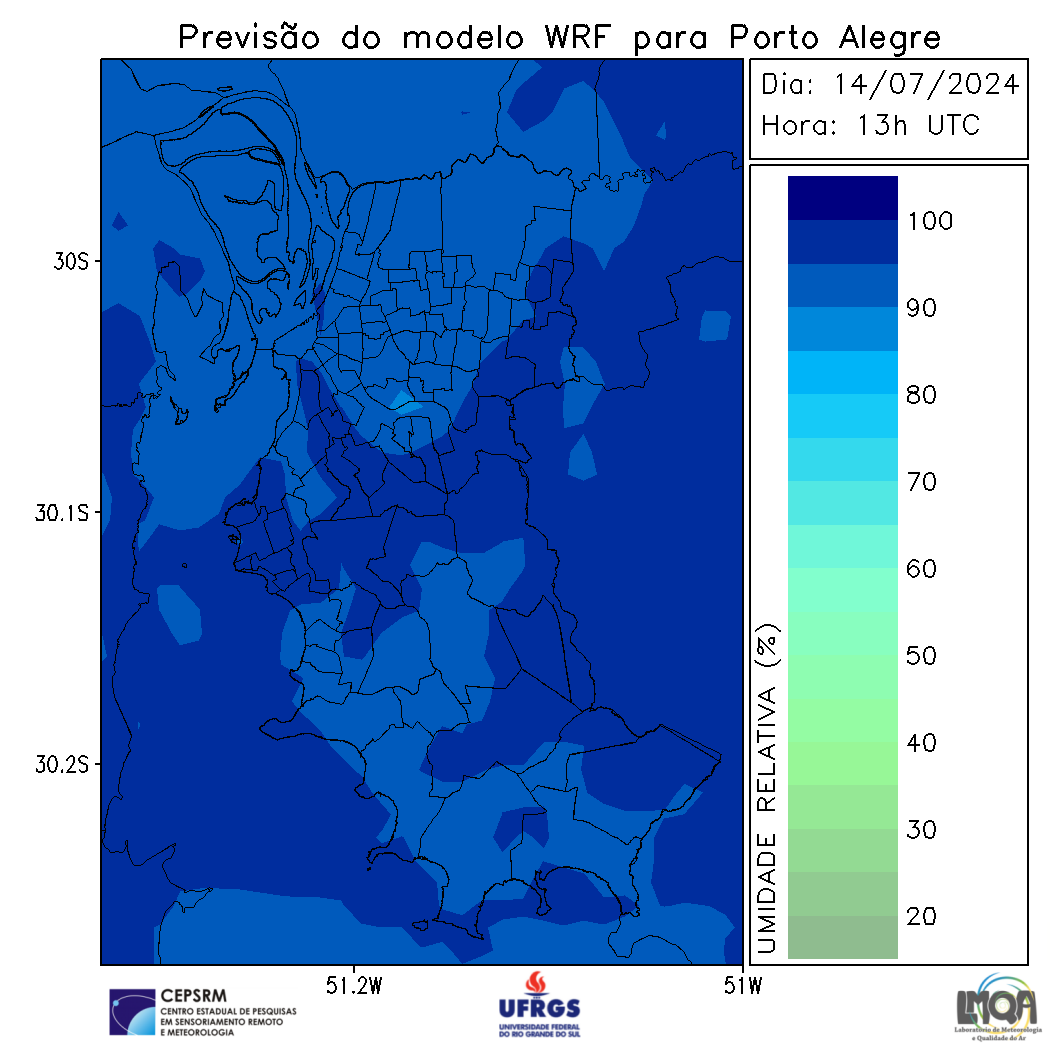 Previsão do modelo WRF para Porto Alegre
Dia: 14/07/2024
Hora: 13h UTC
30S
30.1S
30.2S
51.2W
51W
UMIDADE RELATIVA (%)
100
90
80
70
60
50
40
30
20
CEPSRM
CENTRO ESTADUAL DE PESQUISAS
EM SENSORIAMENTO REMOTO
E METEOROLOGIA
UFRGS
UNIVERSIDADE FEDERAL
DO RIO GRANDE DO SUL
LMQA
Laboratório de Meteorologia
e Qualidade do Ar